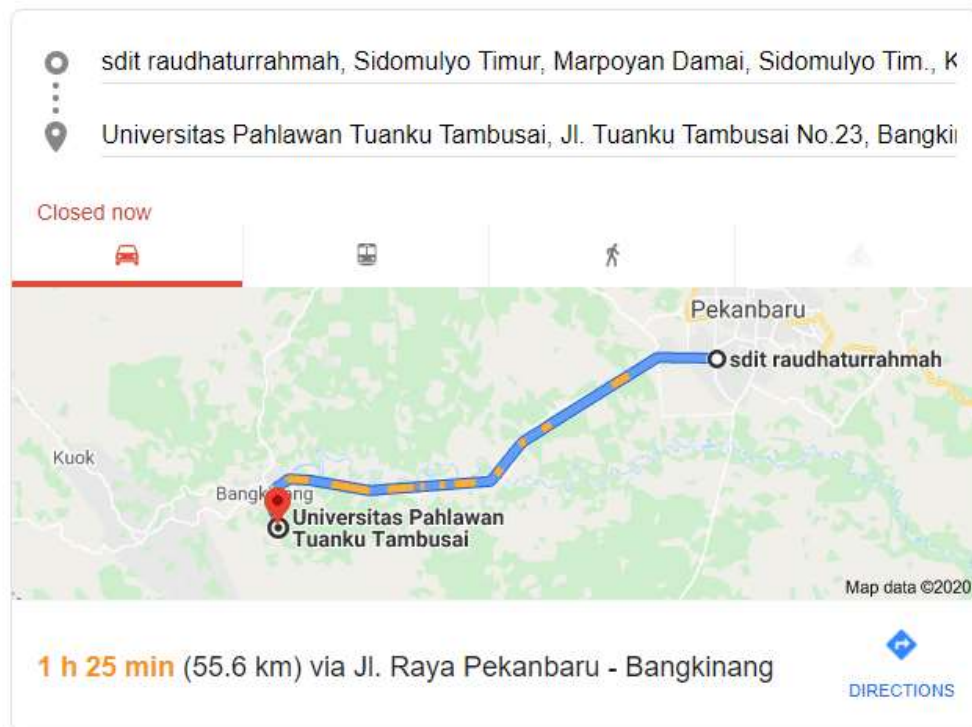 sdit raudhaturrahmah, Sidomulyo Timur, Marpoyan Damai, Sidomulyo Tim., K
Universitas Pahlawan Tuanku Tambusai, Jl. Tuanku Tambusai No.23, Bangki
Closed now
Pekanbaru
sdit raudhaturrahmah
Kuok
Bangkinang
Universitas Pahlawan
Tuanku Tambusai
Map data ©2020
1 h 25 min (55.6 km) via Jl. Raya Pekanbaru - Bangkinang
DIRECTIONS